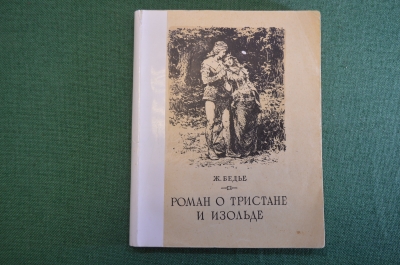 Ж. БЕДЬЕ
РОМАН О ТРИСТАНЕ
И ИЗОЛЬДЕ